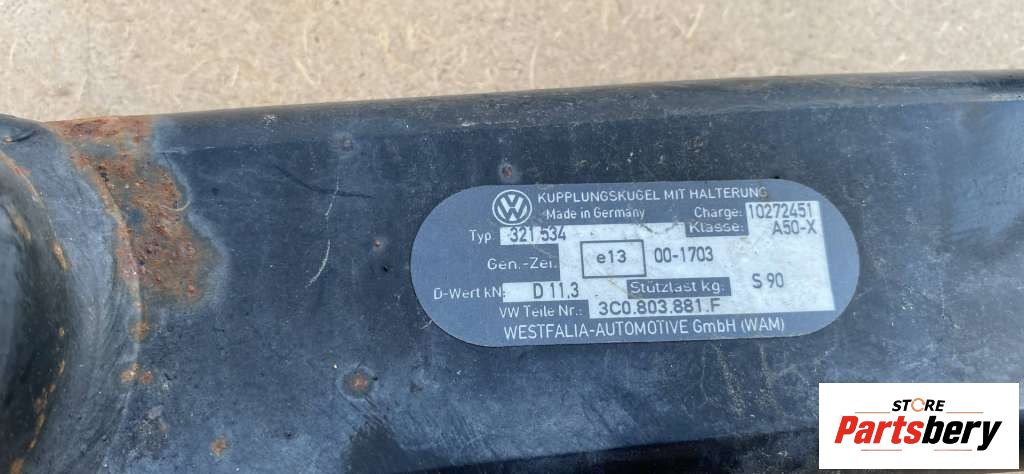 KUPPLUNGSKUGEL MIT HALTERUNG
Made in Germany Charge: 10272451
Typ: 321 534 Klasse: A50-X
Gen.-Zei. e13 00-1703
D-Wert kN: D 11,3 Stützlast kg: S 90
VW Teile Nr.: 3C0.803.881.F
WESTFALIA-AUTOMOTIVE GmbH (WAM)
STORE
Partsbery